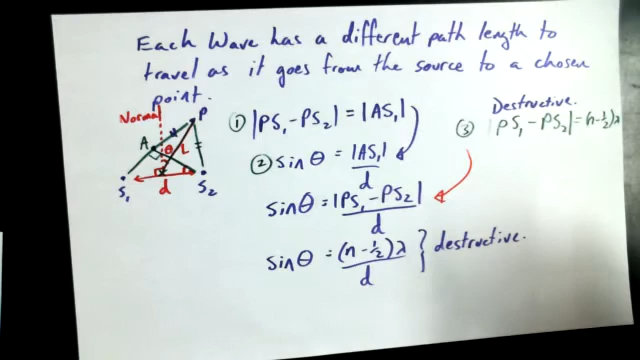 Each Wave has a different path length to
travel as it goes from the source to a chosen
point.
Normal
P
A
θ
L
S₁
d
S₂
① |PS₁ - PS₂| = |AS₁|
② sin θ = |AS₁| / d
sin θ = |PS₁ - PS₂| / d
sin θ = (n - 1/2)λ / d } destructive.
Destructive.
③ |PS₁ - PS₂| = (n - 1/2)λ